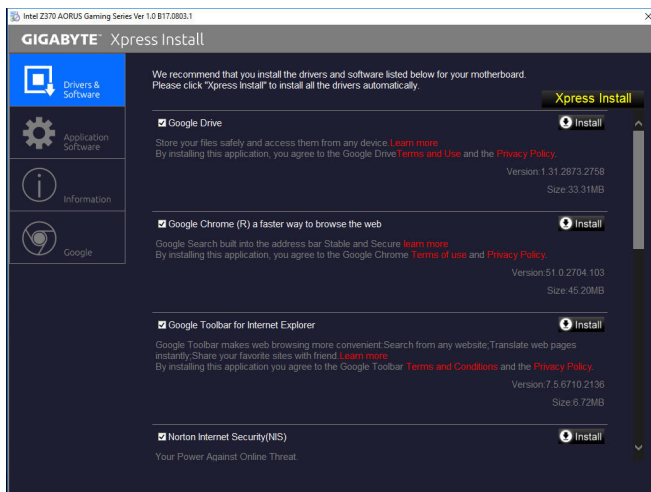 Intel Z370 AORUS Gaming Series Ver 1.0 B17.0803.1
GIGABYTE™ Xpress Install
Drivers &
Software
Application
Software
Information
Google
We recommend that you install the drivers and software listed below for your motherboard.
Please click "Xpress Install" to install all the drivers automatically.
Xpress Install
Google Drive
Install
Store your files safely and access them from any device.Learn more
By installing this application, you agree to the Google DriveTerms and Use and the Privacy Policy.
Version:1.31.2873.2758
Size:33.31MB
Google Chrome (R) a faster way to browse the web
Install
Google Search built into the address bar Stable and Secure learn more
By installing this application, you agree to the Google Chrome Terms of use and Privacy Policy.
Version:51.0.2704.103
Size:45.20MB
Google Toolbar for Internet Explorer
Install
Google Toolbar makes web browsing more convenient:Search from any website;Translate web pages
instantly;Share your favorite sites with friend.Learn more
By installing this application you agree to the Google Toolbar Terms and Conditions and the Privacy Policy.
Version:7.5.6710.2136
Size:6.72MB
Norton Internet Security(NIS)
Install
Your Power Against Online Threat.